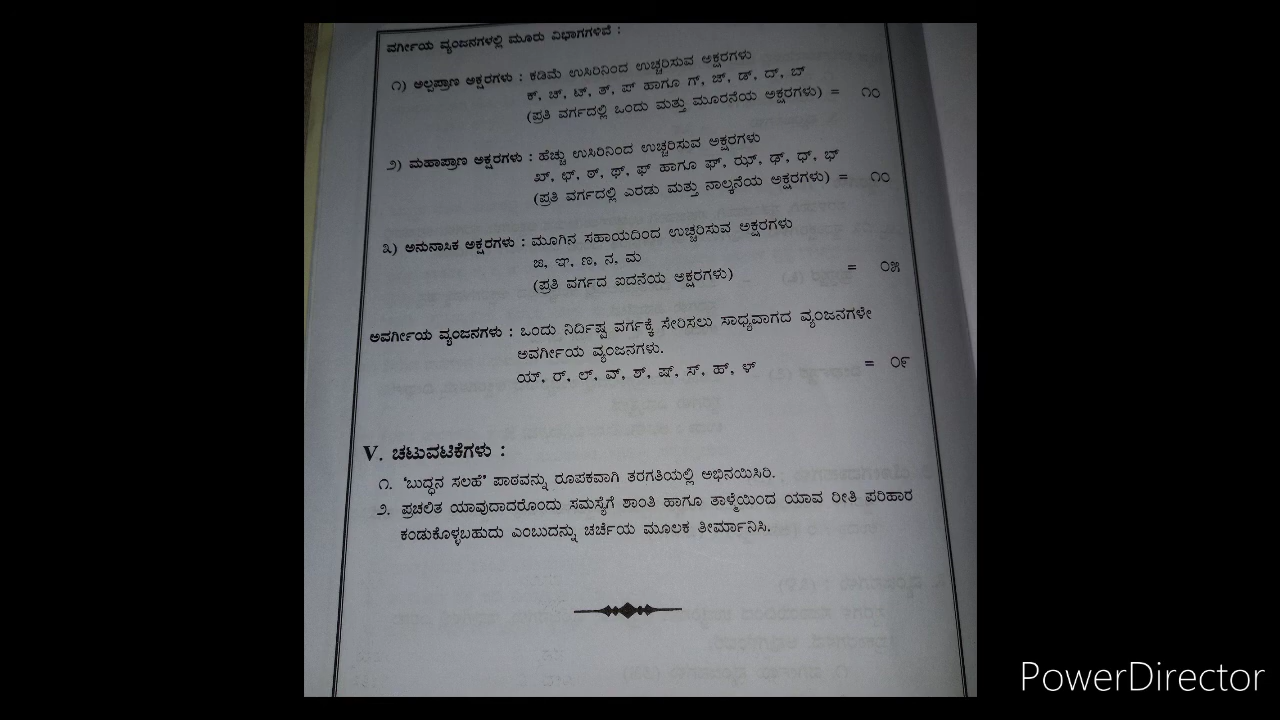 ವರ್ಗೀಯ ವ್ಯಂಜನಗಳಲ್ಲಿ ಮೂರು ವಿಭಾಗಗಳಿವೆ :
೧) ಅಲ್ಪಪ್ರಾಣ ಅಕ್ಷರಗಳು : ಕಡಿಮೆ ಉಸಿರಿನಿಂದ ಉಚ್ಚರಿಸುವ ಅಕ್ಷರಗಳು
ಕ್, ಚ್, ಟ್, ತ್, ಪ್ ಹಾಗೂ ಗ್, ಜ್, ಡ್, ದ್, ಬ್
(ಪ್ರತಿ ವರ್ಗದಲ್ಲಿ ಒಂದು ಮತ್ತು ಮೂರನೆಯ ಅಕ್ಷರಗಳು) = ೧೦
೨) ಮಹಾಪ್ರಾಣ ಅಕ್ಷರಗಳು : ಹೆಚ್ಚು ಉಸಿರಿನಿಂದ ಉಚ್ಚರಿಸುವ ಅಕ್ಷರಗಳು
ಖ್, ಛ್, ಠ್, ಥ್, ಫ್ ಹಾಗೂ ಘ್, ಝ್, ಢ್, ಧ್, ಭ್
(ಪ್ರತಿ ವರ್ಗದಲ್ಲಿ ಎರಡು ಮತ್ತು ನಾಲ್ಕನೆಯ ಅಕ್ಷರಗಳು) = ೧೦
೩) ಅನುನಾಸಿಕ ಅಕ್ಷರಗಳು : ಮೂಗಿನ ಸಹಾಯದಿಂದ ಉಚ್ಚರಿಸುವ ಅಕ್ಷರಗಳು
ಙ, ಞ, ಣ, ನ, ಮ
(ಪ್ರತಿ ವರ್ಗದ ಐದನೆಯ ಅಕ್ಷರಗಳು) = ೦೫
ಅವರ್ಗೀಯ ವ್ಯಂಜನಗಳು : ಒಂದು ನಿರ್ದಿಷ್ಟ ವರ್ಗಕ್ಕೆ ಸೇರಿಸಲು ಸಾಧ್ಯವಾಗದ ವ್ಯಂಜನಗಳೇ
ಅವರ್ಗೀಯ ವ್ಯಂಜನಗಳು.
ಯ್, ರ್, ಲ್, ವ್, ಶ್, ಷ್, ಸ್, ಹ್, ಳ್ = ೦೯
V. ಚಟುವಟಿಕೆಗಳು :
೧. 'ಬುದ್ಧನ ಸಲಹೆ' ಪಾಠವನ್ನು ರೂಪಕವಾಗಿ ತರಗತಿಯಲ್ಲಿ ಅಭಿನಯಿಸಿರಿ.
೨. ಪ್ರಚಲಿತ ಯಾವುದಾದರೊಂದು ಸಮಸ್ಯೆಗೆ ಶಾಂತಿ ಹಾಗೂ ತಾಳ್ಮೆಯಿಂದ ಯಾವ ರೀತಿ ಪರಿಹಾರ
ಕಂಡುಕೊಳ್ಳಬಹುದು ಎಂಬುದನ್ನು ಚರ್ಚೆಯ ಮೂಲಕ ತೀರ್ಮಾನಿಸಿ.
PowerDirector